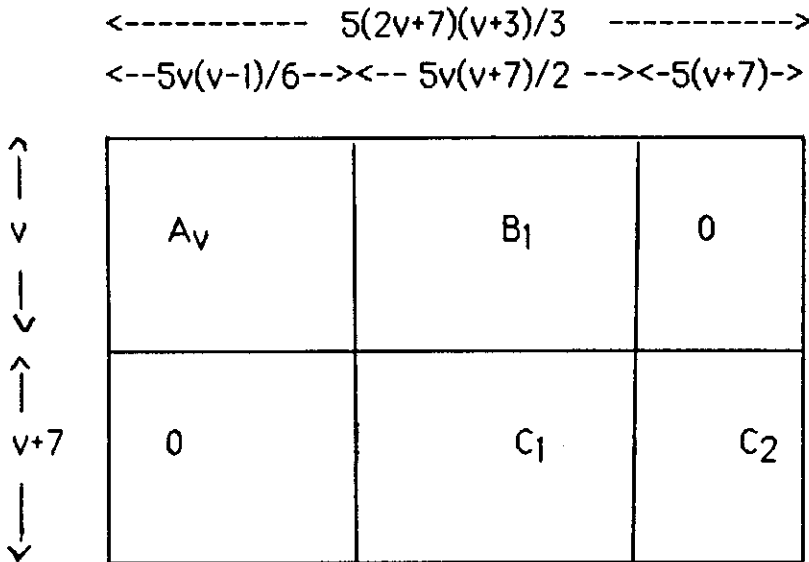 <----------- 5(2v+7)(v+3)/3 ----------->
<--5v(v-1)/6--><-- 5v(v+7)/2 --><-5(v+7)->
v
Av B1 0
v+7
0 C1 C2